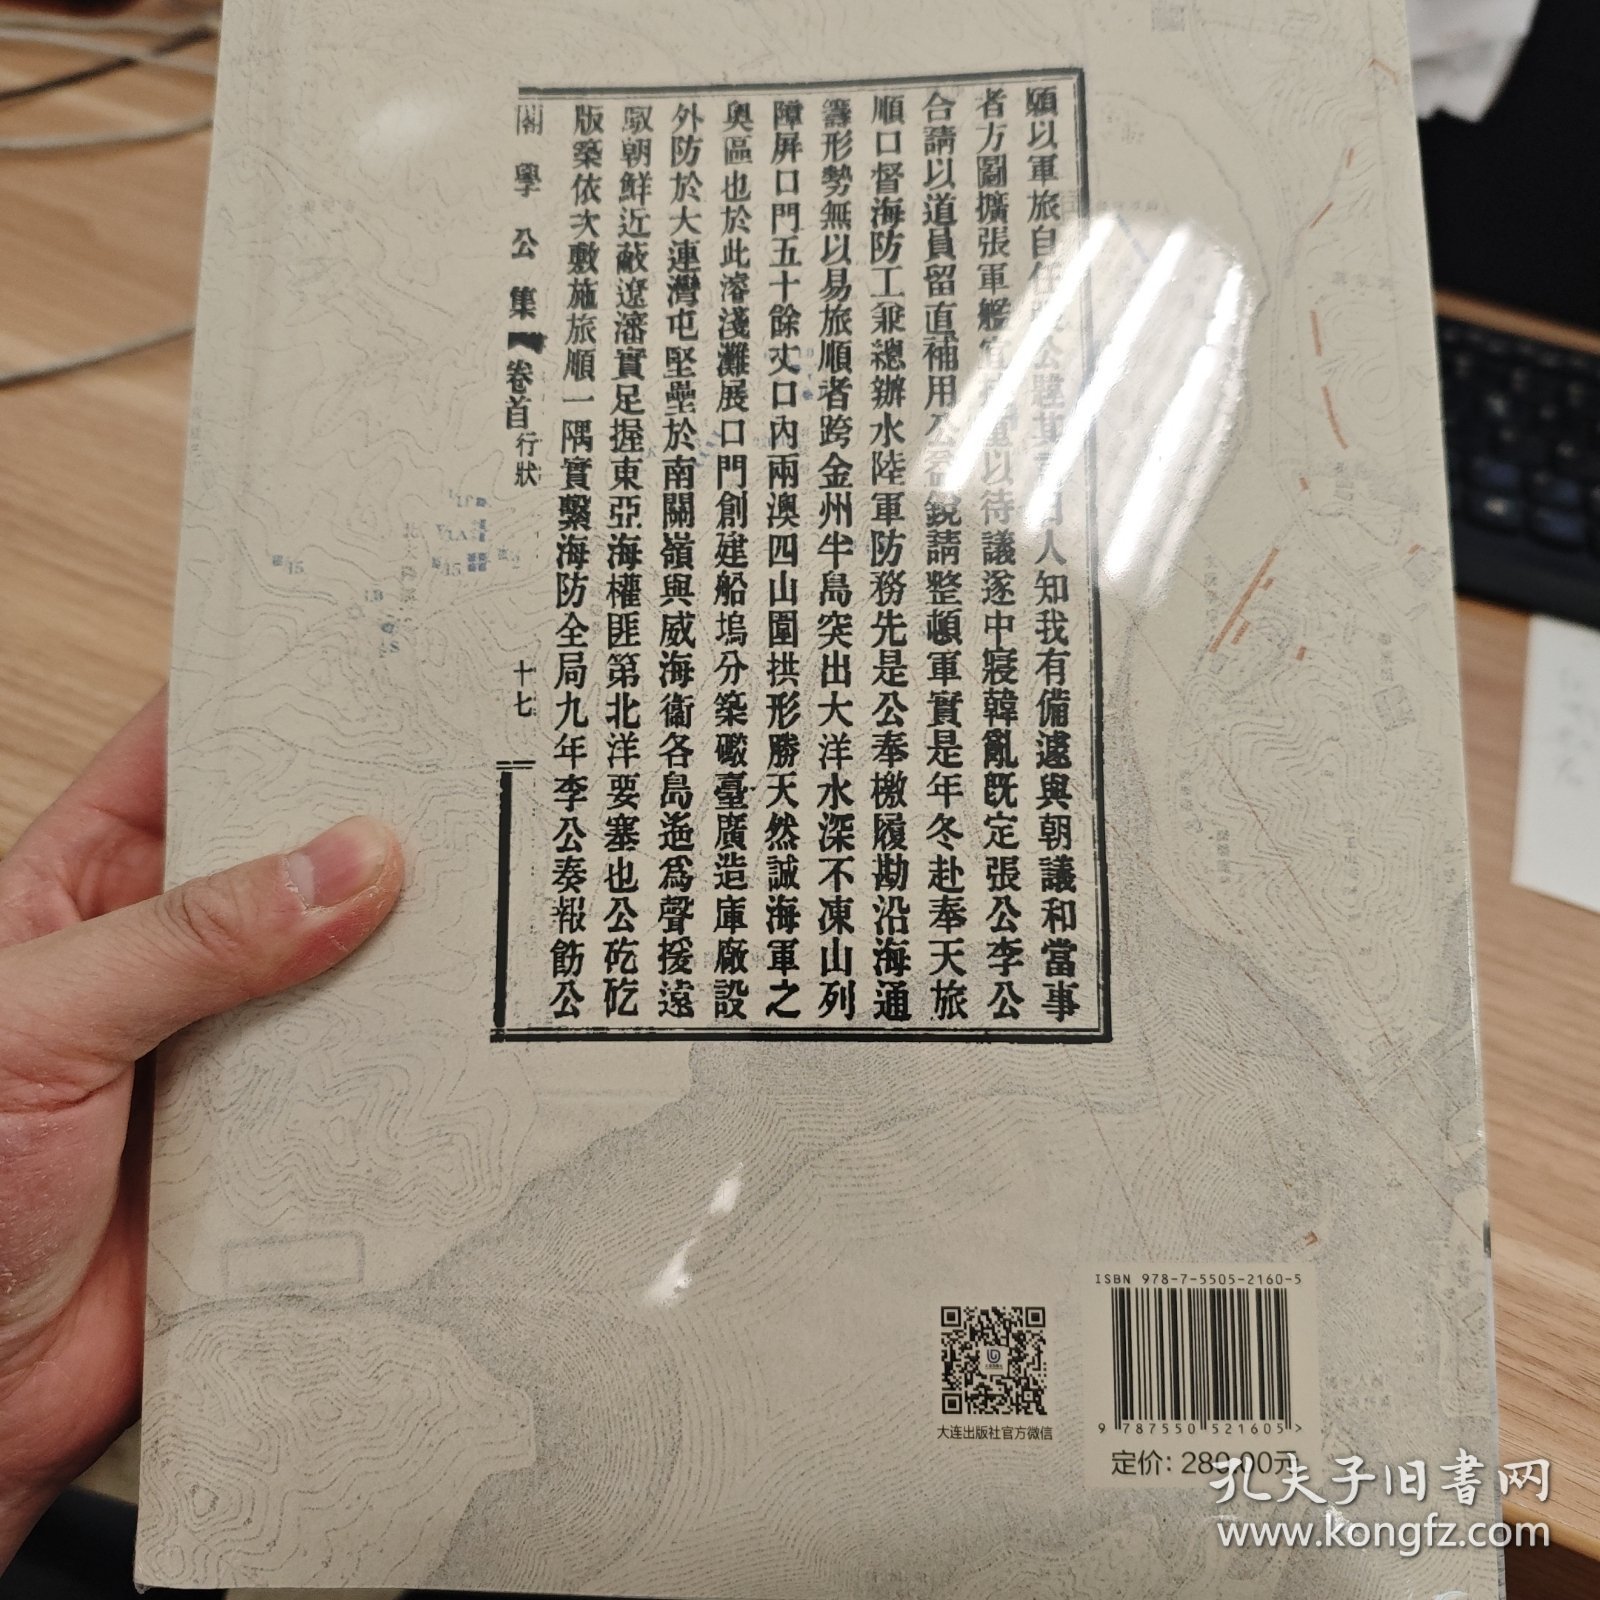 願以軍旅自任
人知我有備遽與朝議和當事
者方圖擴張軍艦
以待議遂中寢韓亂既定張公李公
合請以道員留直補用公
請整頓軍實是年冬赴奉天旅
順口督海防工兼總辦水陸軍防務先是公奉檄履勘沿海通
籌形勢無以易旅順者跨金州半島突出大洋水深不凍山列
障屏口門五十餘丈口內兩澳四山圍拱形勝天然誠海軍之
奧區也於此濬淺灘展口門創建船塢分築礮臺廣造庫廠設
外防於大連灣屯堅壘於南關嶺與威海衞各島遙爲聲援遠
馭朝鮮近蔽遼瀋實足握東亞海權匪第北洋要塞也公矻矻
版築依次敷施旅順一隅實繫海防全局九年李公奏報飭公
閣學公集 卷首 行狀 十七
ISBN 978-7-5505-2160-5
9 787550 521605 >
定价: 280.00元
大连出版社官方微信
孔夫子旧书网
www.kongfz.com